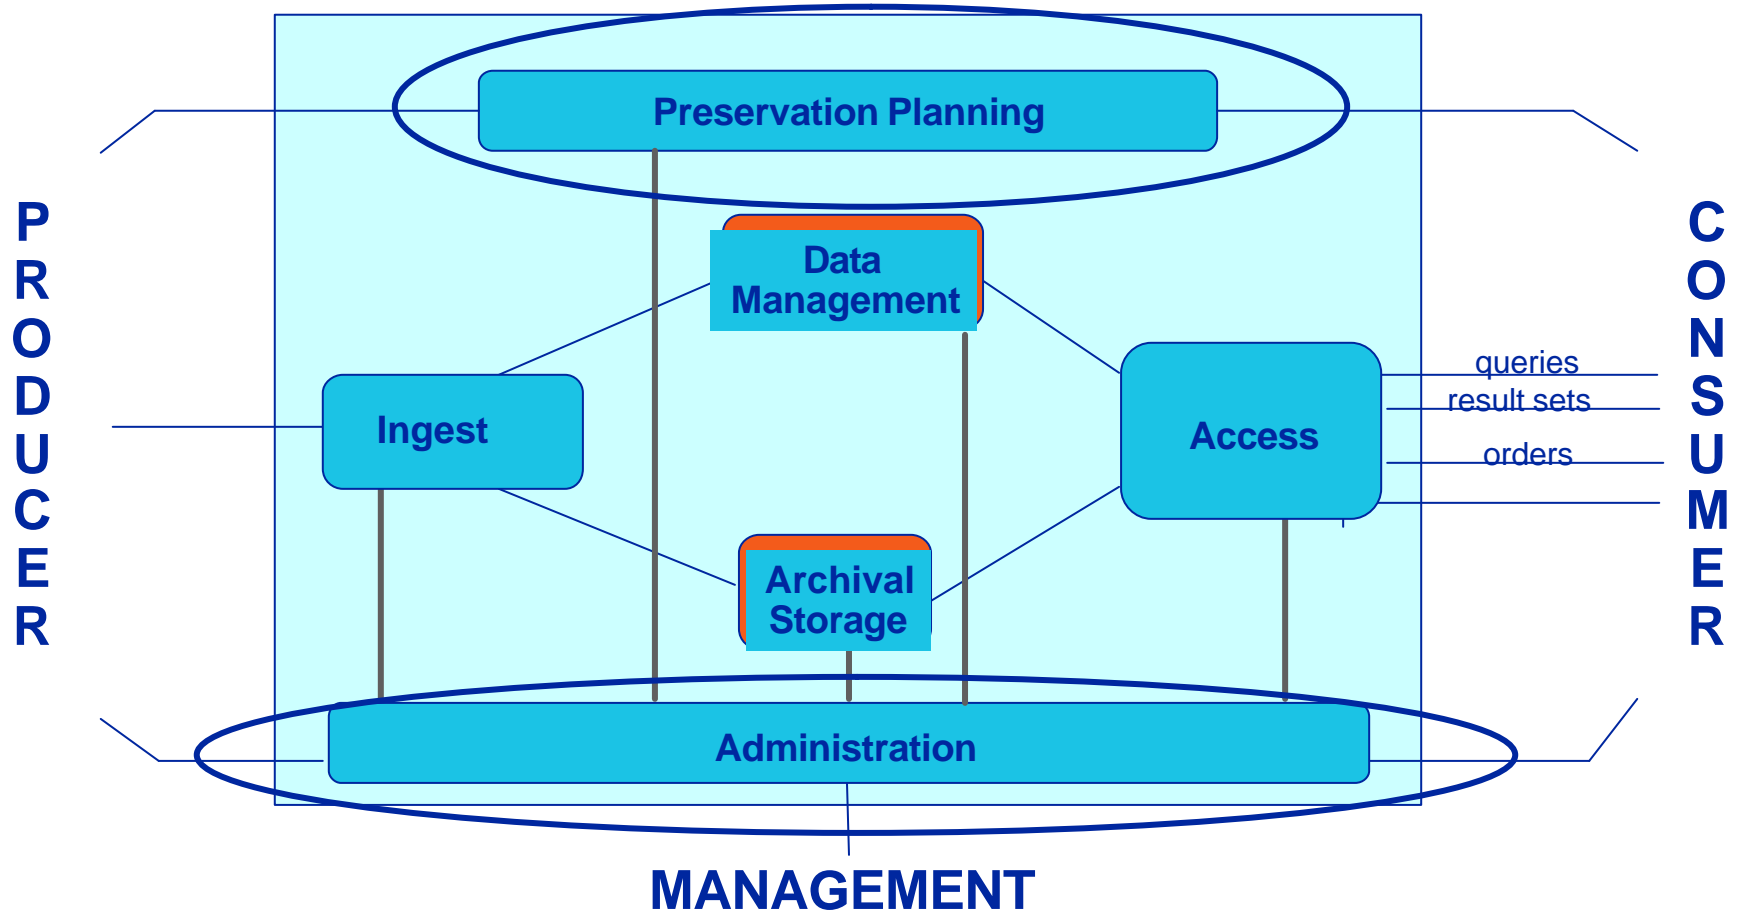 Preservation Planning
PRODUCER
Data
Management
Ingest
Archival
Storage
Access
queries
result sets
orders
CONSUMER
Administration
MANAGEMENT